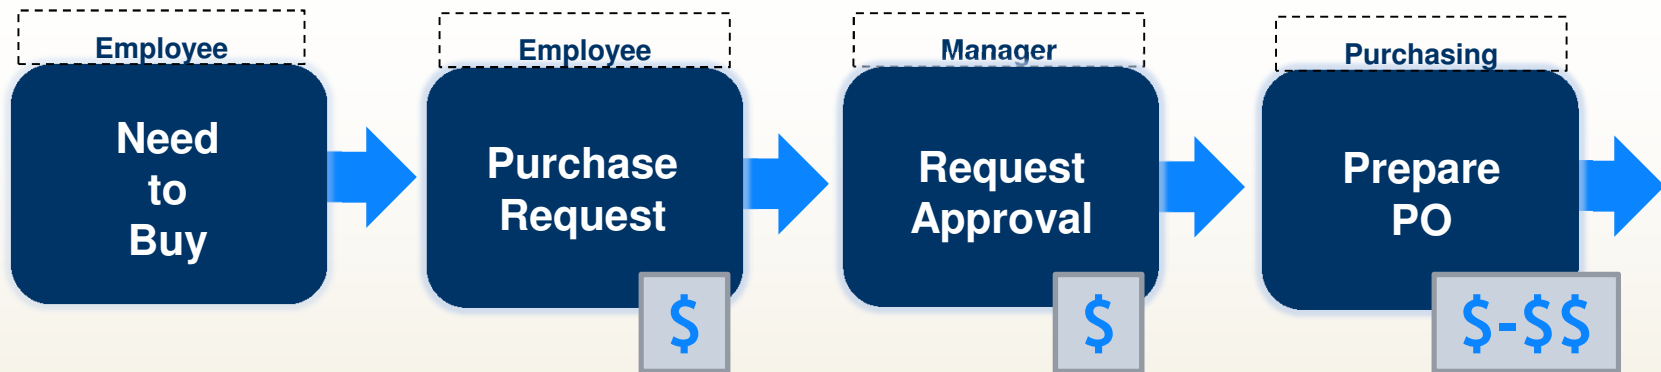 Employee
Need
to
Buy
Employee
Purchase
Request
$
Manager
Request
Approval
$
Purchasing
Prepare
PO
$-$$